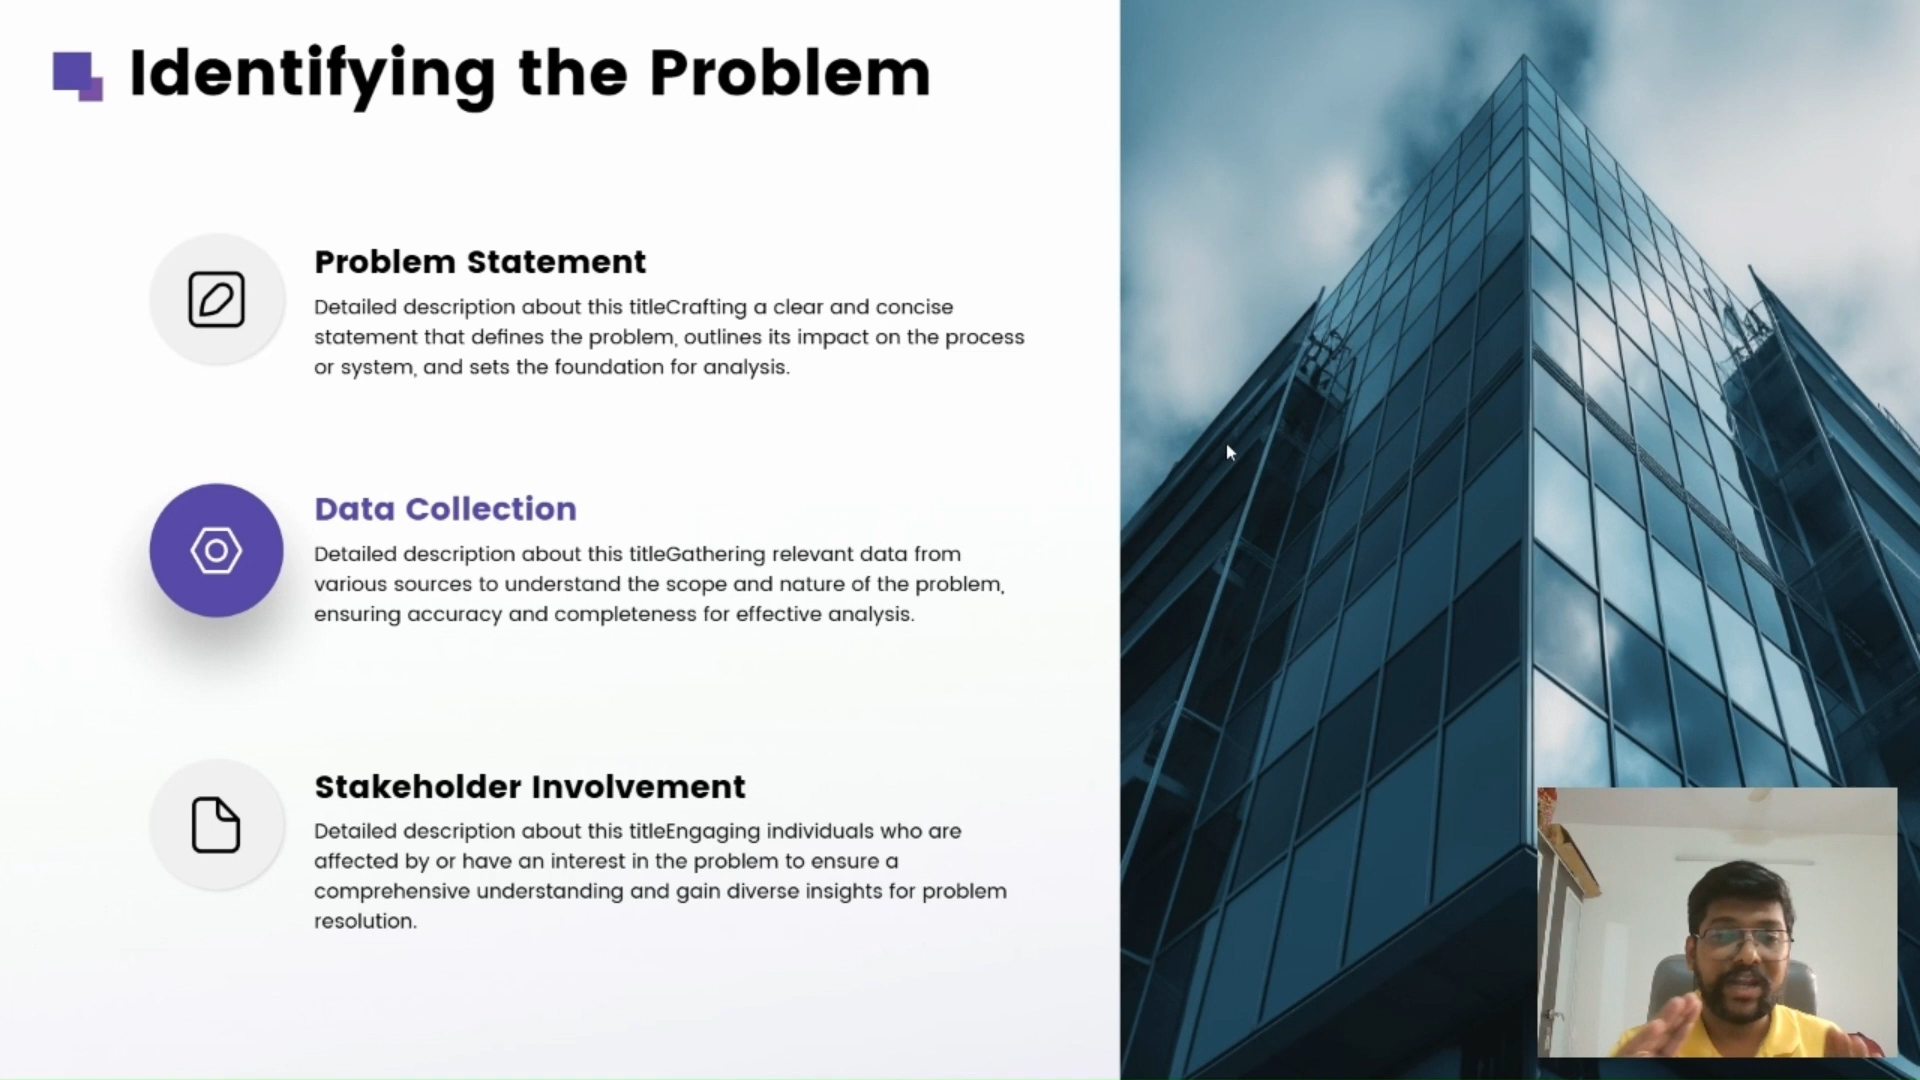 Identifying the Problem
Problem Statement
Detailed description about this titleCrafting a clear and concise
statement that defines the problem, outlines its impact on the process
or system, and sets the foundation for analysis.
Data Collection
Detailed description about this titleGathering relevant data from
various sources to understand the scope and nature of the problem,
ensuring accuracy and completeness for effective analysis.
Stakeholder Involvement
Detailed description about this titleEngaging individuals who are
affected by or have an interest in the problem to ensure a
comprehensive understanding and gain diverse insights for problem
resolution.